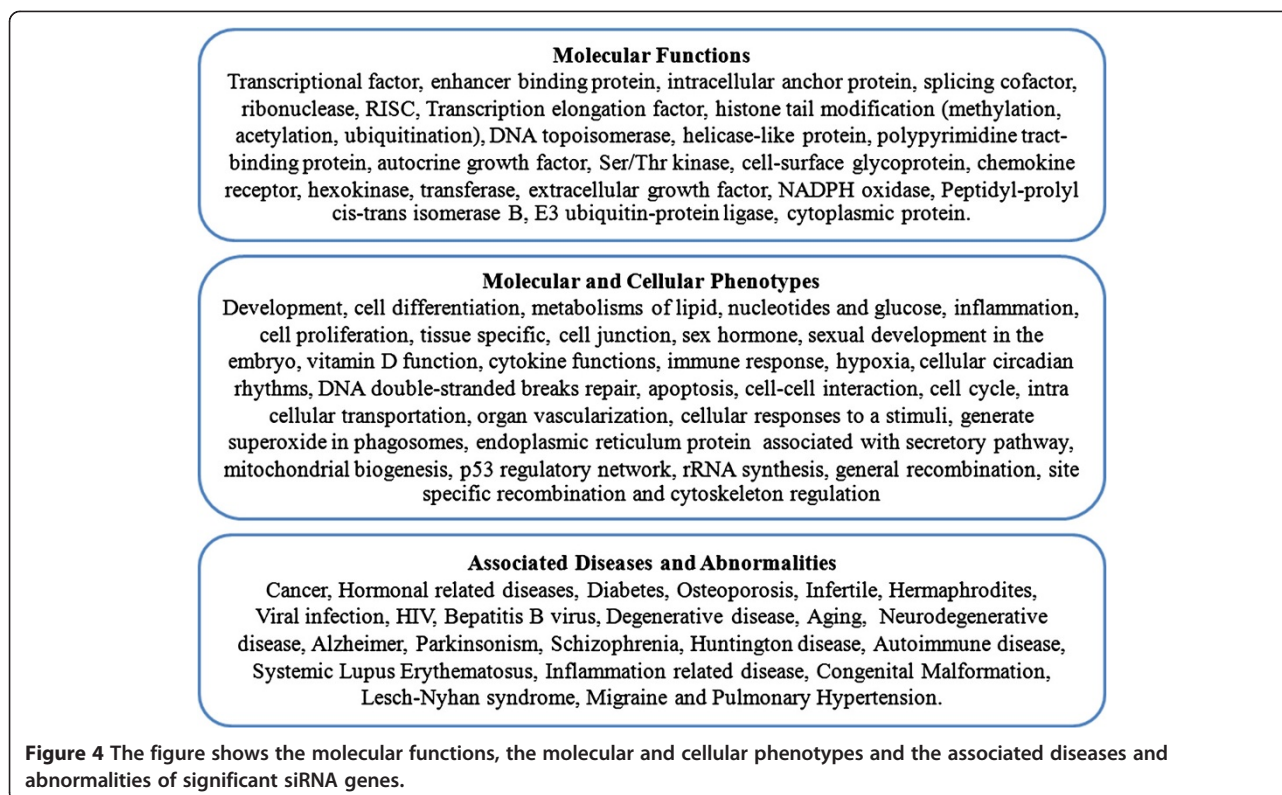 Molecular Functions
Transcriptional factor, enhancer binding protein, intracellular anchor protein, splicing cofactor,
ribonuclease, RISC, Transcription elongation factor, histone tail modification (methylation,
acetylation, ubiquitination), DNA topoisomerase, helicase-like protein, polypyrimidine tract-
binding protein, autocrine growth factor, Ser/Thr kinase, cell-surface glycoprotein, chemokine
receptor, hexokinase, transferase, extracellular growth factor, NADPH oxidase, Peptidyl-prolyl
cis-trans isomerase B, E3 ubiquitin-protein ligase, cytoplasmic protein.
Molecular and Cellular Phenotypes
Development, cell differentiation, metabolisms of lipid, nucleotides and glucose, inflammation,
cell proliferation, tissue specific, cell junction, sex hormone, sexual development in the
embryo, vitamin D function, cytokine functions, immune response, hypoxia, cellular circadian
rhythms, DNA double-stranded breaks repair, apoptosis, cell-cell interaction, cell cycle, intra
cellular transportation, organ vascularization, cellular responses to a stimuli, generate
superoxide in phagosomes, endoplasmic reticulum protein associated with secretory pathway,
mitochondrial biogenesis, p53 regulatory network, rRNA synthesis, general recombination, site
specific recombination and cytoskeleton regulation
Associated Diseases and Abnormalities
Cancer, Hormonal related diseases, Diabetes, Osteoporosis, Infertile, Hermaphrodites,
Viral infection, HIV, Bepatitis B virus, Degenerative disease, Aging, Neurodegenerative
disease, Alzheimer, Parkinsonism, Schizophrenia, Huntington disease, Autoimmune disease,
Systemic Lupus Erythematosus, Inflammation related disease, Congenital Malformation,
Lesch-Nyhan syndrome, Migraine and Pulmonary Hypertension.
Figure 4 The figure shows the molecular functions, the molecular and cellular phenotypes and the associated diseases and
abnormalities of significant siRNA genes.